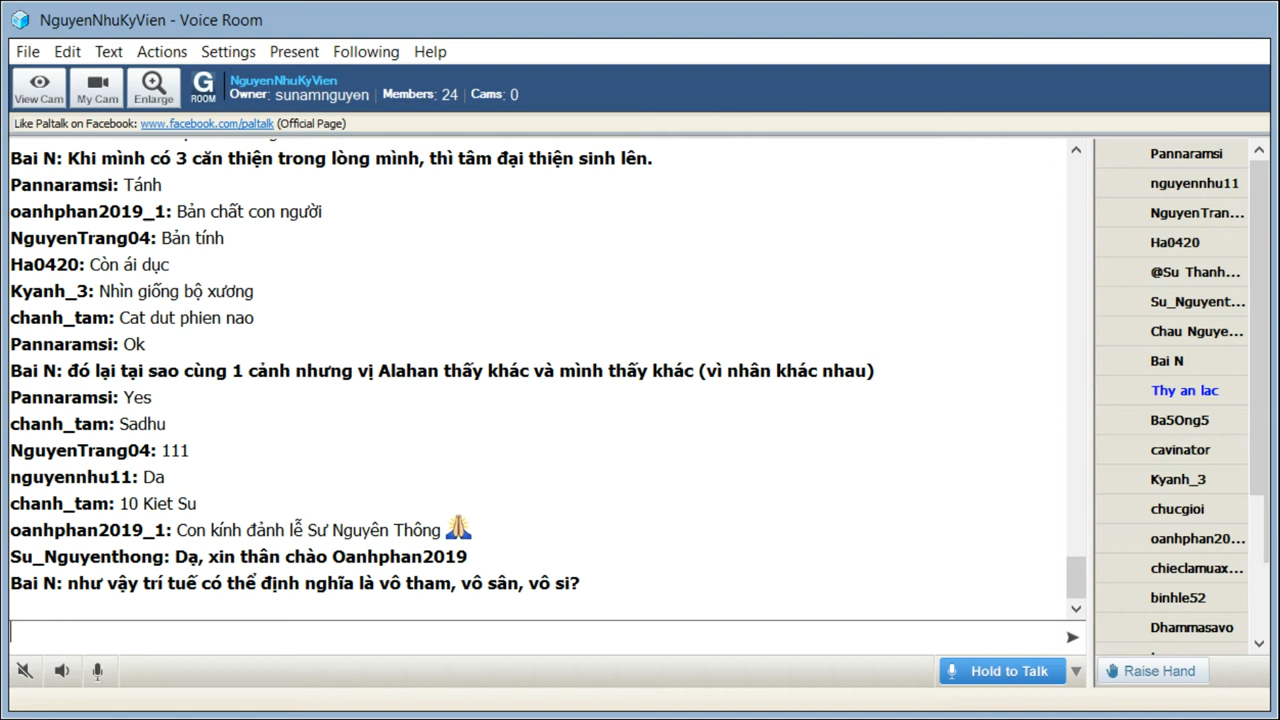 NguyenNhuKyVien - Voice Room
File Edit Text Actions Settings Present Following Help
View Cam
My Cam
Enlarge
G
ROOM
NguyenNhuKyVien
Owner: sunamnguyen | Members: 24 | Cams: 0
Like Paltalk on Facebook: www.facebook.com/paltalk (Official Page)
Bai N: Khi mình có 3 căn thiện trong lòng mình, thì tâm đại thiện sinh lên.
Pannaramsi: Tánh
oanhphan2019_1: Bản chất con người
NguyenTrang04: Bản tính
Ha0420: Còn ái dục
Kyanh_3: Nhìn giống bộ xương
chanh_tam: Cat dut phien nao
Pannaramsi: Ok
Bai N: đó lại tại sao cùng 1 cảnh nhưng vị Alahan thấy khác và mình thấy khác (vì nhân khác nhau)
Pannaramsi: Yes
chanh_tam: Sadhu
NguyenTrang04: 111
nguyennhu11: Da
chanh_tam: 10 Kiet Su
oanhphan2019_1: Con kính đảnh lễ Sư Nguyên Thông
Su_Nguyenthong: Dạ, xin thân chào Oanhphan2019
Bai N: như vậy trí tuế có thể định nghĩa là vô tham, vô sân, vô si?
Pannaramsi
nguyennhu11
NguyenTran...
Ha0420
@Su Thanh...
Su_Nguyent...
Chau Nguye...
Bai N
Thy an lac
Ba5Ong5
cavinator
Kyanh_3
chucgioi
oanhphan20...
chieclamuax...
binhle52
Dhammasavo
Hold to Talk
Raise Hand